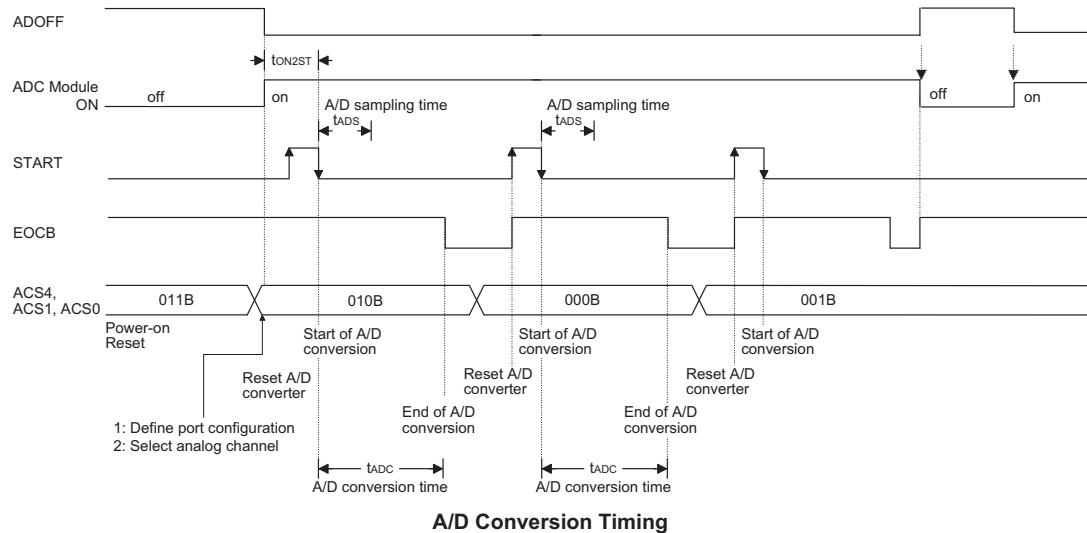 ADOFF
tON2ST
ADC Module
ON
off
on
off
on
A/D sampling time
tADS
A/D sampling time
tADS
START
EOCB
ACS4,
ACS1, ACS0
011B
010B
000B
001B
Power-on
Reset
Start of A/D
conversion
Start of A/D
conversion
Start of A/D
conversion
Reset A/D
converter
Reset A/D
converter
Reset A/D
converter
End of A/D
conversion
End of A/D
conversion
1: Define port configuration
2: Select analog channel
tADC
A/D conversion time
tADC
A/D conversion time
A/D Conversion Timing